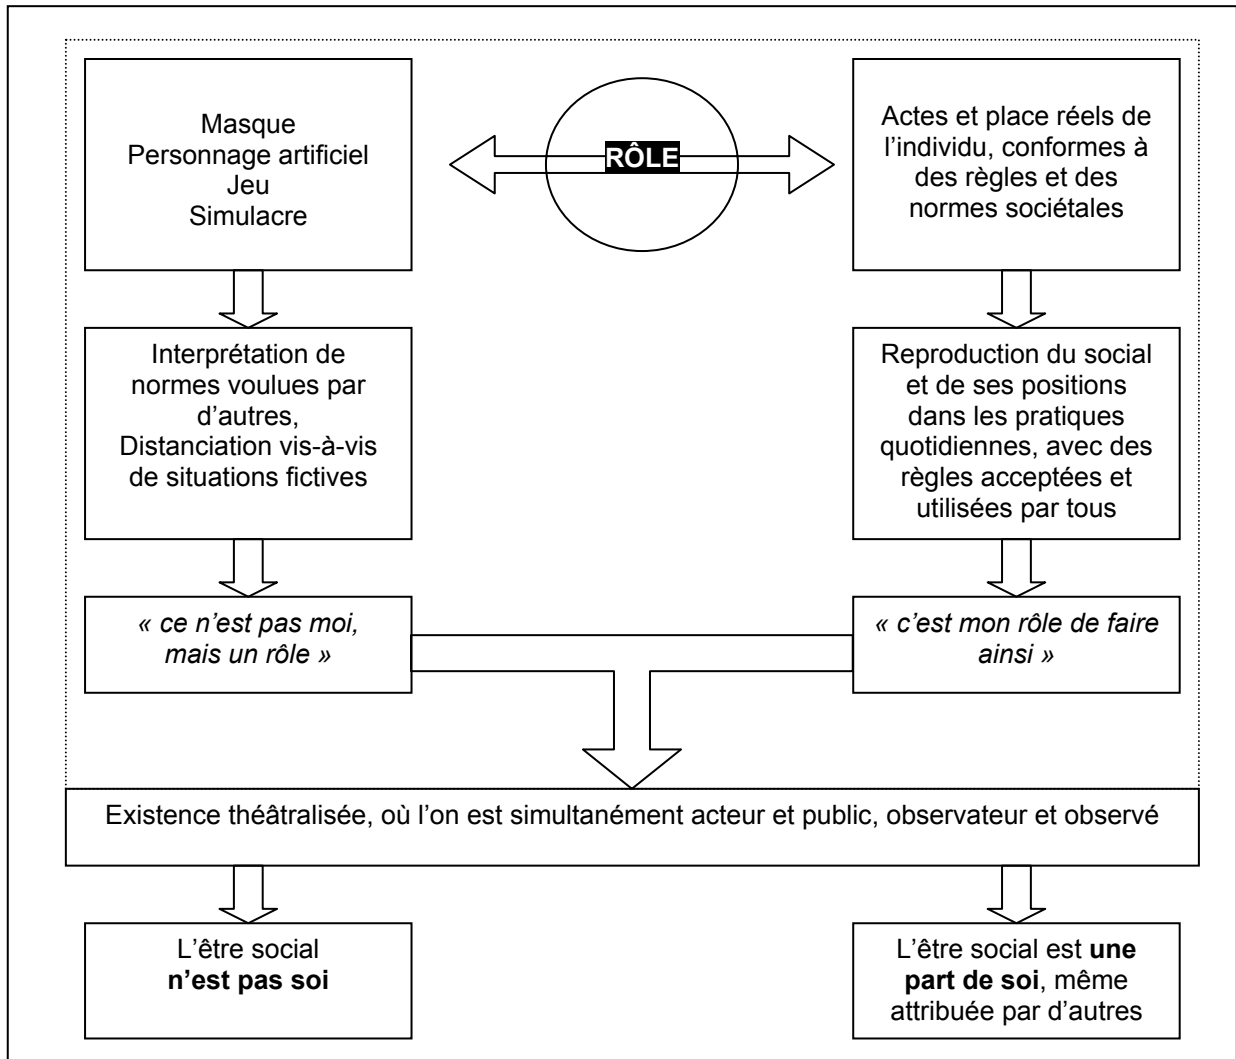 Masque
Personnage artificiel
Jeu
Simulacre
RÔLE
Actes et place réels de
l’individu, conformes à
des règles et des
normes sociétales
Interprétation de
normes voulues par
d’autres,
Distanciation vis-à-vis
de situations fictives
Reproduction du social
et de ses positions
dans les pratiques
quotidiennes, avec des
règles acceptées et
utilisées par tous
« ce n’est pas moi,
mais un rôle »
« c’est mon rôle de faire
ainsi »
Existence théâtralisée, où l’on est simultanément acteur et public, observateur et observé
L’être social
n’est pas soi
L’être social est une
part de soi, même
attribuée par d’autres